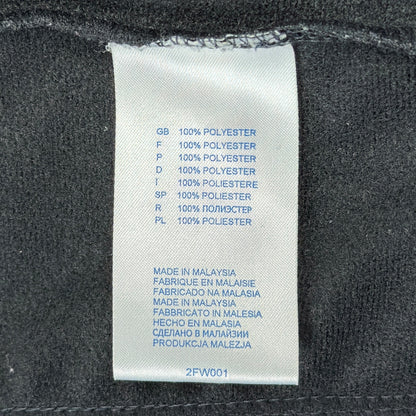 GB 100% POLYESTER
F 100% POLYESTER
P 100% POLYESTER
D 100% POLYESTER
I 100% POLIESTERE
SP 100% POLIESTER
R 100% ПОЛИЭСТЕР
PL 100% POLIESTER
MADE IN MALAYSIA
FABRIQUE EN MALAISIE
FABRICADO NA MALASIA
MADE IN MALAYSIA
FABBRICATO IN MALESIA
HECHO EN MALASIA
СДЕЛАНО В МАЛАЙЗИИ
PRODUKCJA MALEZJA
2FW001